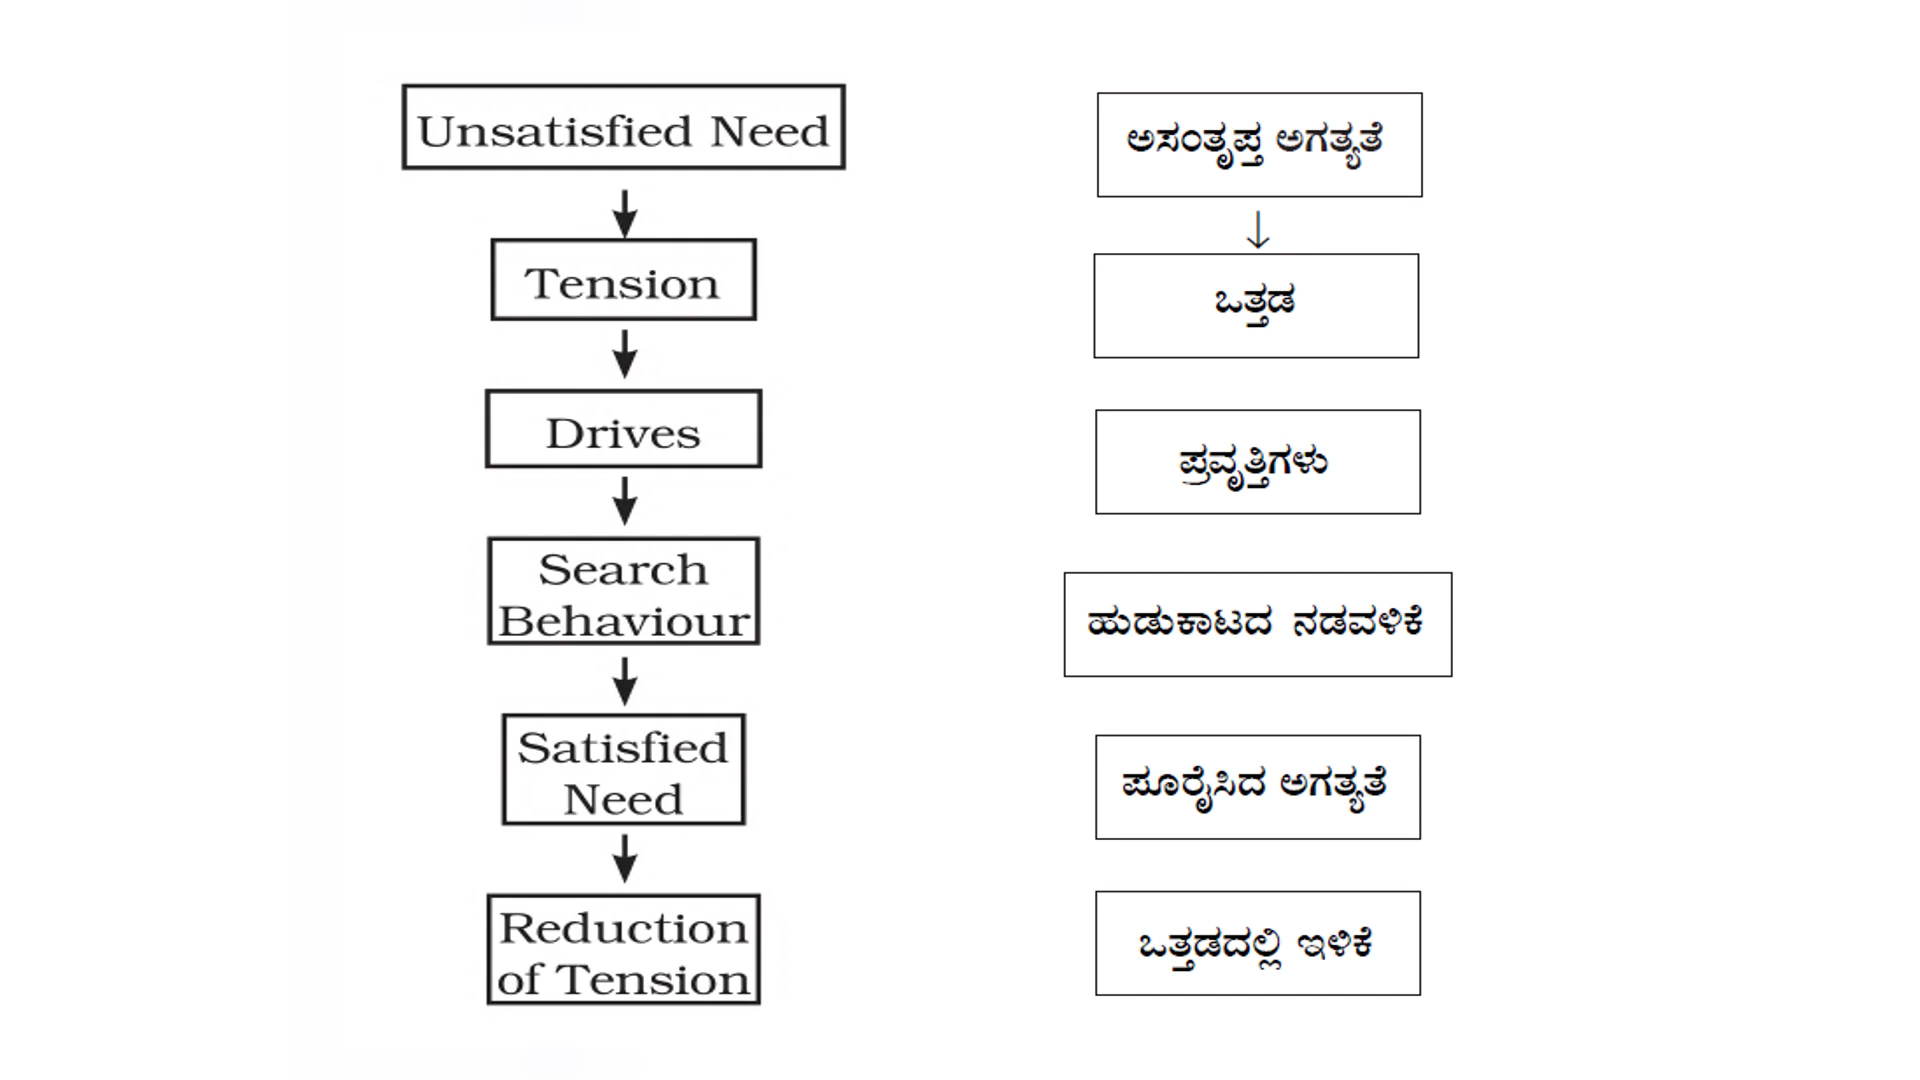 Unsatisfied Need
Tension
Drives
Search
Behaviour
Satisfied
Need
Reduction
of Tension
ಅಸಂತೃಪ್ತ ಅಗತ್ಯತೆ
ಒತ್ತಡ
ಪ್ರವೃತ್ತಿಗಳು
ಹುಡುಕಾಟದ ನಡವಳಿಕೆ
ಪೂರೈಸಿದ ಅಗತ್ಯತೆ
ಒತ್ತಡದಲ್ಲಿ ಇಳಿಕೆ